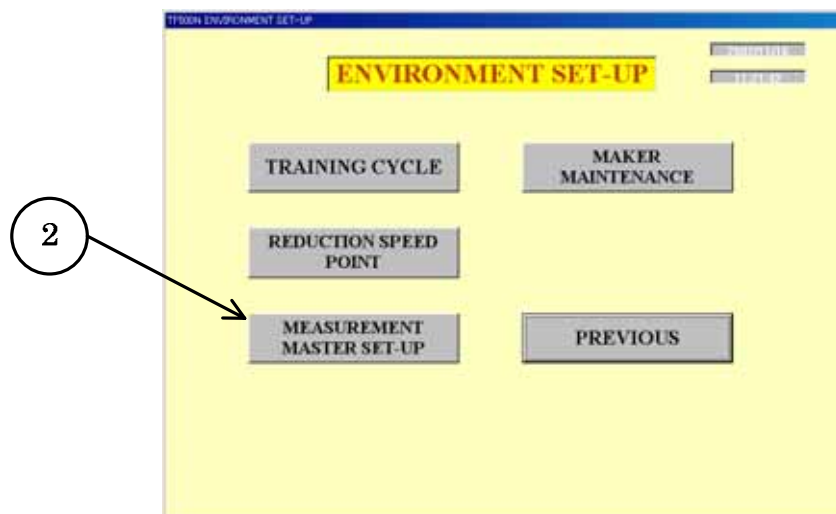 TF500N ENVIRONMENT SET-UP
ENVIRONMENT SET-UP
TRAINING CYCLE
MAKER
MAINTENANCE
2
REDUCTION SPEED
POINT
MEASUREMENT
MASTER SET-UP
PREVIOUS